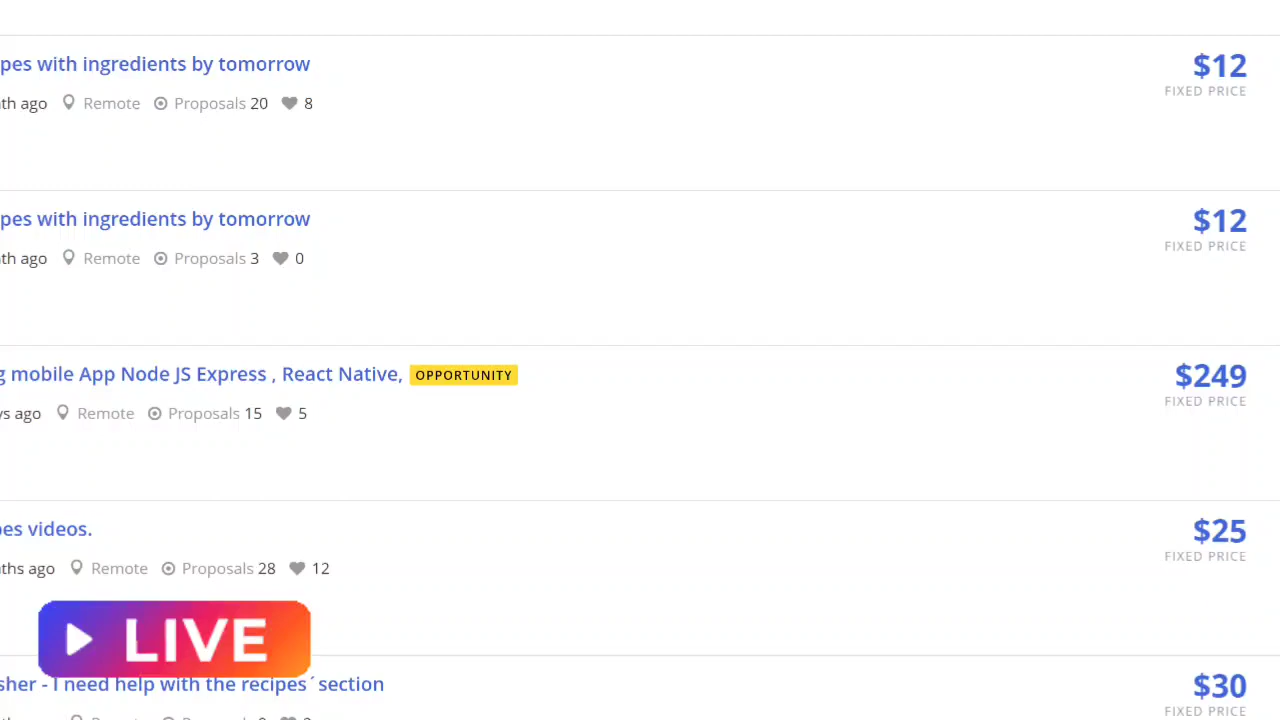 pes with ingredients by tomorrow
$12
FIXED PRICE
th ago Remote Proposals 20 8
pes with ingredients by tomorrow
$12
FIXED PRICE
th ago Remote Proposals 3 0
g mobile App Node JS Express , React Native, OPPORTUNITY
$249
FIXED PRICE
ys ago Remote Proposals 15 5
pes videos.
$25
FIXED PRICE
ths ago Remote Proposals 28 12
LIVE
sher - I need help with the recipes´section
$30
FIXED PRICE